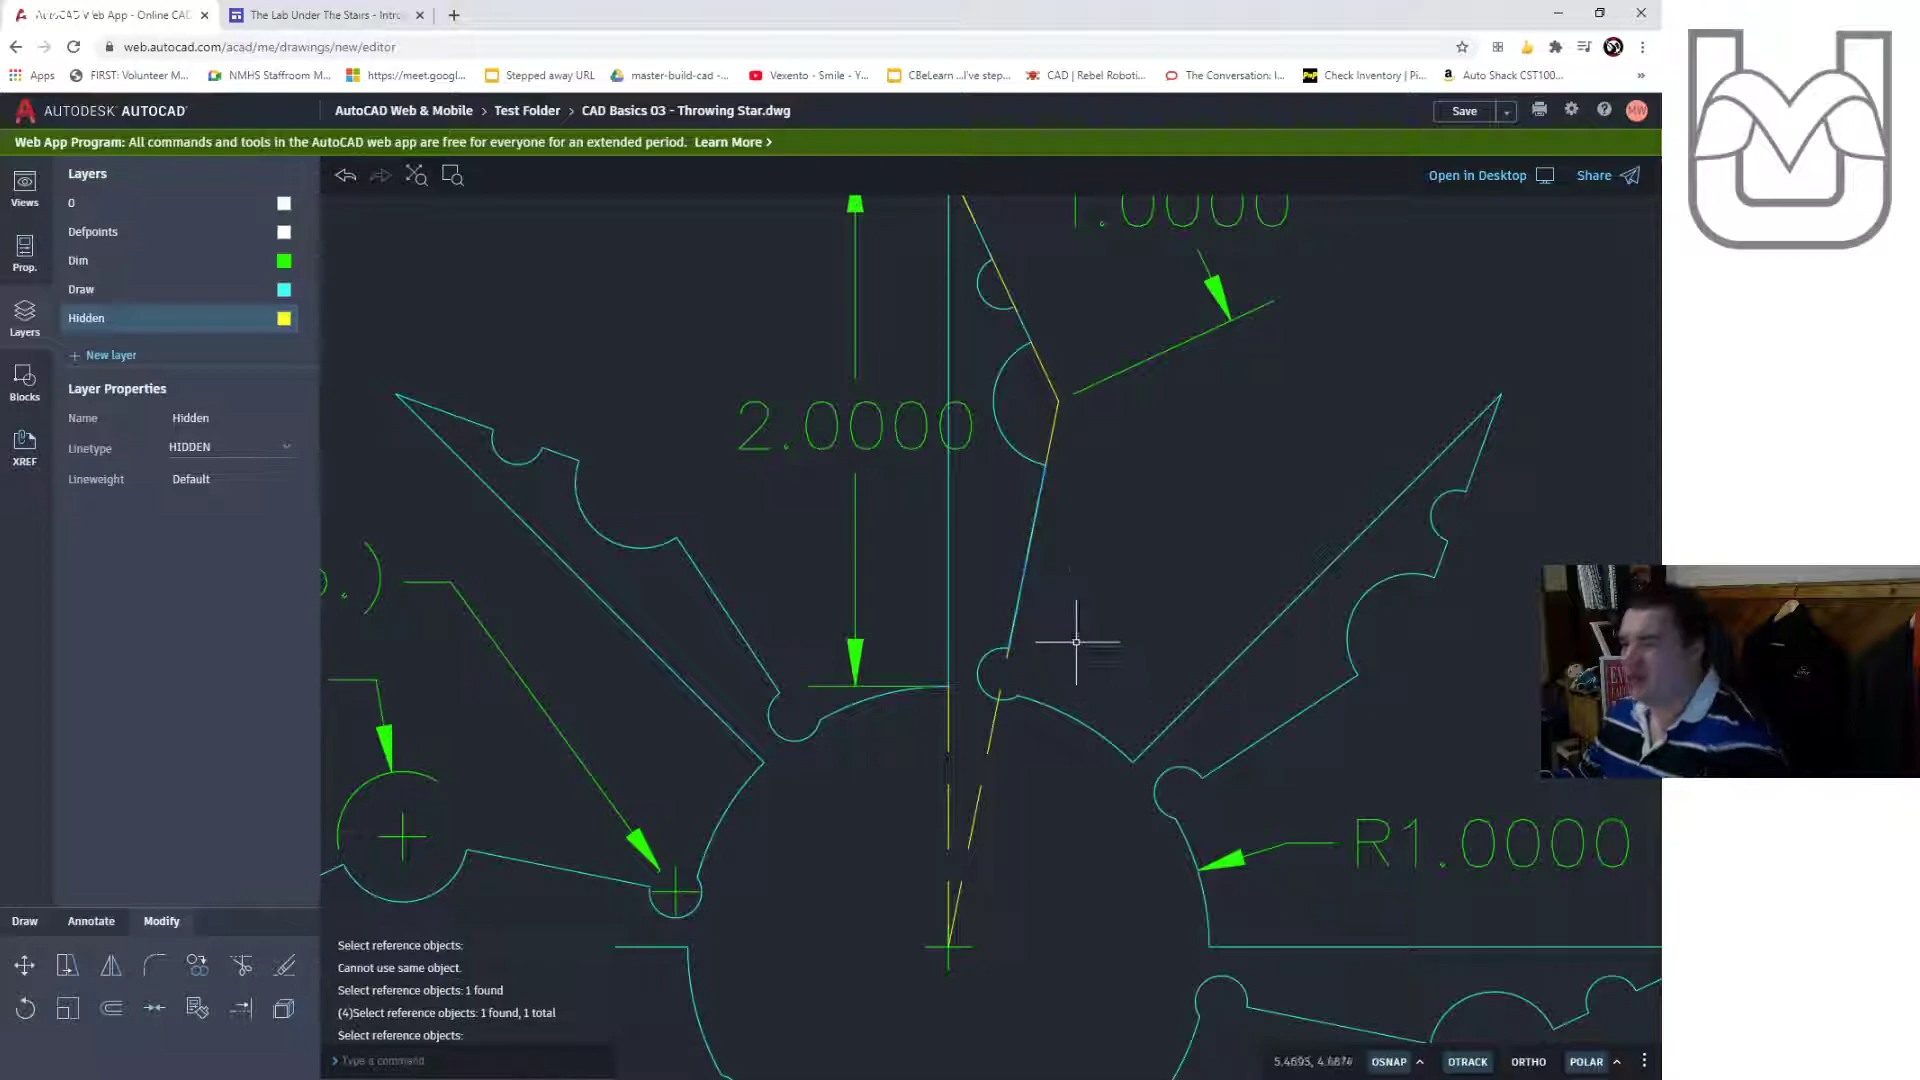 AutoCAD Web App - Online CAD
The Lab Under The Stairs - Intro
web.autocad.com/acad/me/drawings/new/editor
Apps
FIRST: Volunteer M...
NMHS Staffroom M...
https://meet.googl...
Stepped away URL
master-build-cad -...
Vexento - Smile - Y...
CBeLearn ...I've step...
CAD | Rebel Roboti...
The Conversation: I...
Check Inventory | Pi...
Auto Shack CST100...
»
AUTODESK® AUTOCAD®
AutoCAD Web & Mobile > Test Folder > CAD Basics 03 - Throwing Star.dwg
Save
MW
Web App Program: All commands and tools in the AutoCAD web app are free for everyone for an extended period. Learn More >
Views
Prop.
Layers
Blocks
XREF
Layers
0
Defpoints
Dim
Draw
Hidden
+ New layer
Layer Properties
Name Hidden
Linetype HIDDEN
Lineweight Default
Open in Desktop
Share
1.0000
2.0000
R1.0000
Draw
Annotate
Modify
Select reference objects:
Cannot use same object.
Select reference objects: 1 found
(4)Select reference objects: 1 found, 1 total
Select reference objects:
Type a command
OSNAP
OTRACK
ORTHO
POLAR